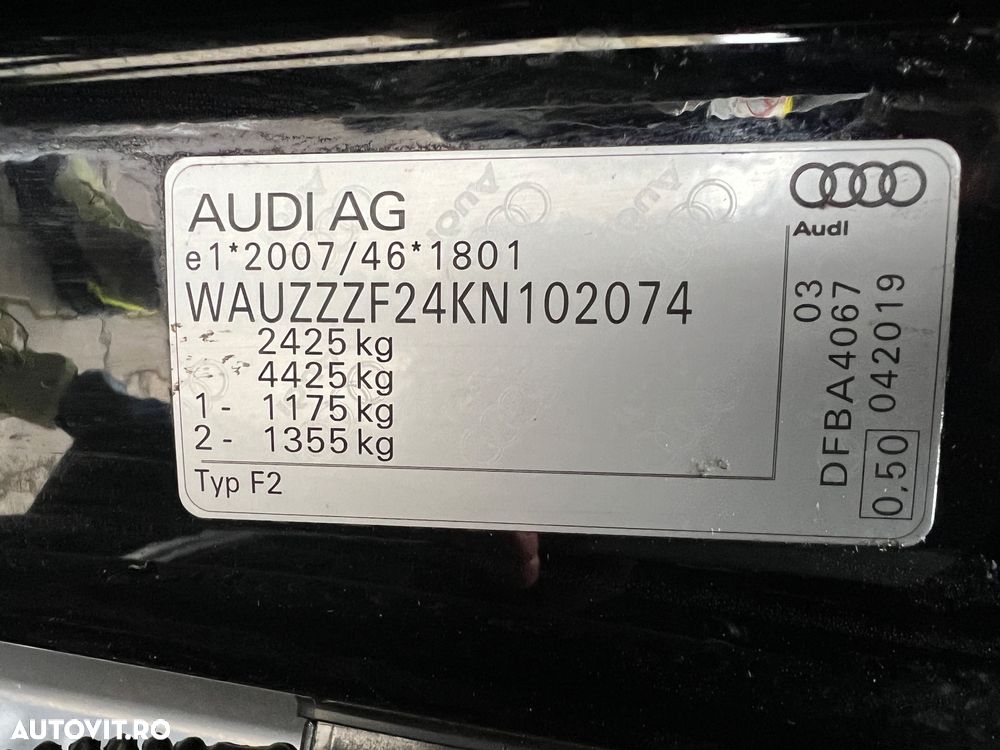 AUDI AG
e1*2007/46*1801
WAUZZZF24KN102074
2425 kg
4425 kg
1 - 1175 kg
2 - 1355 kg
Typ F2
Audi
03
DFBA4067
0,50 042019
AUTOVIT.RO